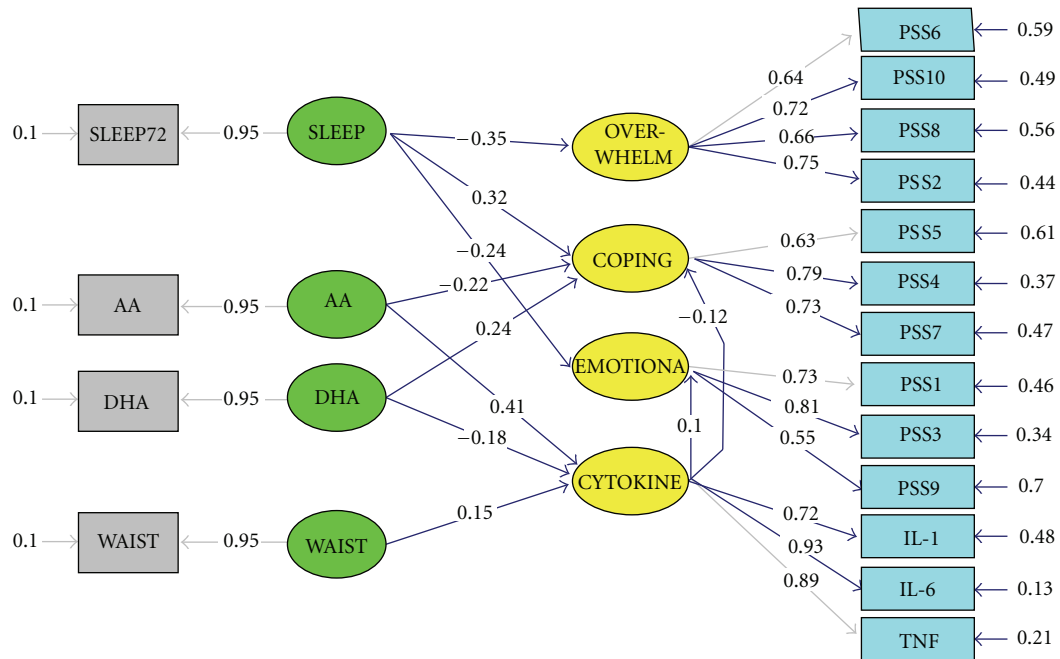 PSS6
0.59
0.64
PSS10
0.49
0.1
SLEEP72
0.95
SLEEP
−0.35
OVER-
WHELM
0.72
0.66
0.75
PSS8
0.56
PSS2
0.44
0.32
−0.24
COPING
0.63
PSS5
0.61
0.79
PSS4
0.37
0.73
PSS7
0.47
0.1
AA
0.95
AA
−0.22
0.24
−0.12
EMOTIONA
0.73
PSS1
0.46
0.1
DHA
0.95
DHA
0.41
−0.18
0.1
0.81
PSS3
0.34
0.55
PSS9
0.7
CYTOKINE
0.15
0.72
IL-1
0.48
0.1
WAIST
0.95
WAIST
0.93
IL-6
0.13
0.89
TNF
0.21